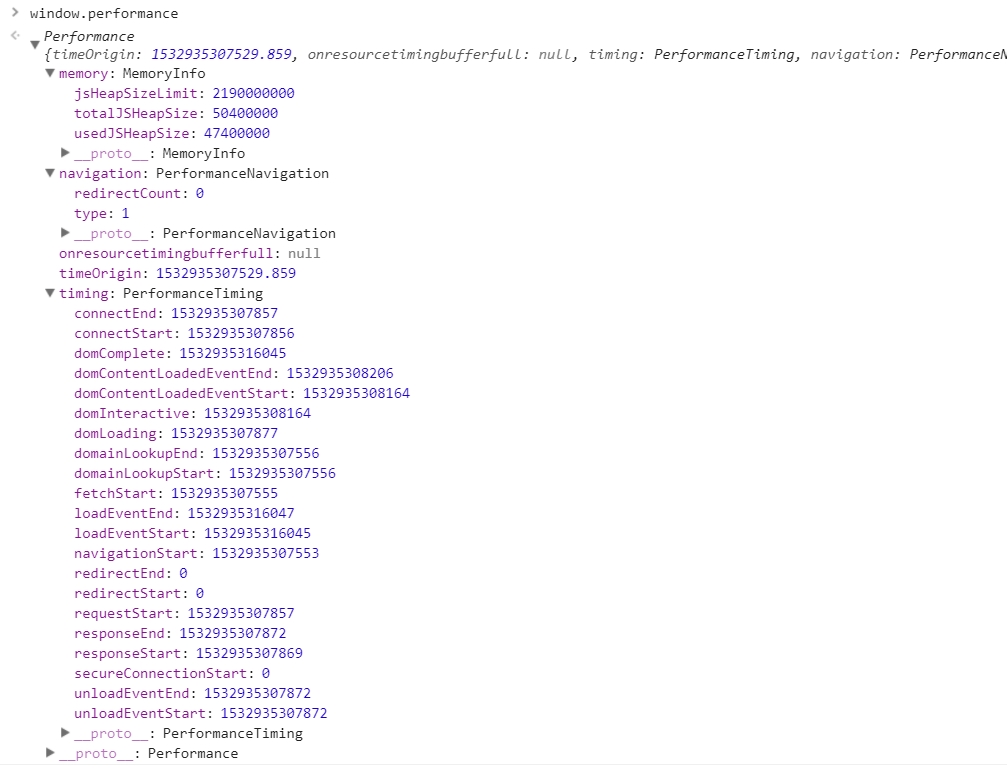 window.performance
Performance
{timeOrigin: 1532935307529.859, onresourcetimingbufferfull: null, timing: PerformanceTiming, navigation: PerformanceN
memory: MemoryInfo
jsHeapSizeLimit: 2190000000
totalJSHeapSize: 50400000
usedJSHeapSize: 47400000
__proto__: MemoryInfo
navigation: PerformanceNavigation
redirectCount: 0
type: 1
__proto__: PerformanceNavigation
onresourcetimingbufferfull: null
timeOrigin: 1532935307529.859
timing: PerformanceTiming
connectEnd: 1532935307857
connectStart: 1532935307856
domComplete: 1532935316045
domContentLoadedEventEnd: 1532935308206
domContentLoadedEventStart: 1532935308164
domInteractive: 1532935308164
domLoading: 1532935307877
domainLookupEnd: 1532935307556
domainLookupStart: 1532935307556
fetchStart: 1532935307555
loadEventEnd: 1532935316047
loadEventStart: 1532935316045
navigationStart: 1532935307553
redirectEnd: 0
redirectStart: 0
requestStart: 1532935307857
responseEnd: 1532935307872
responseStart: 1532935307869
secureConnectionStart: 0
unloadEventEnd: 1532935307872
unloadEventStart: 1532935307872
__proto__: PerformanceTiming
__proto__: Performance